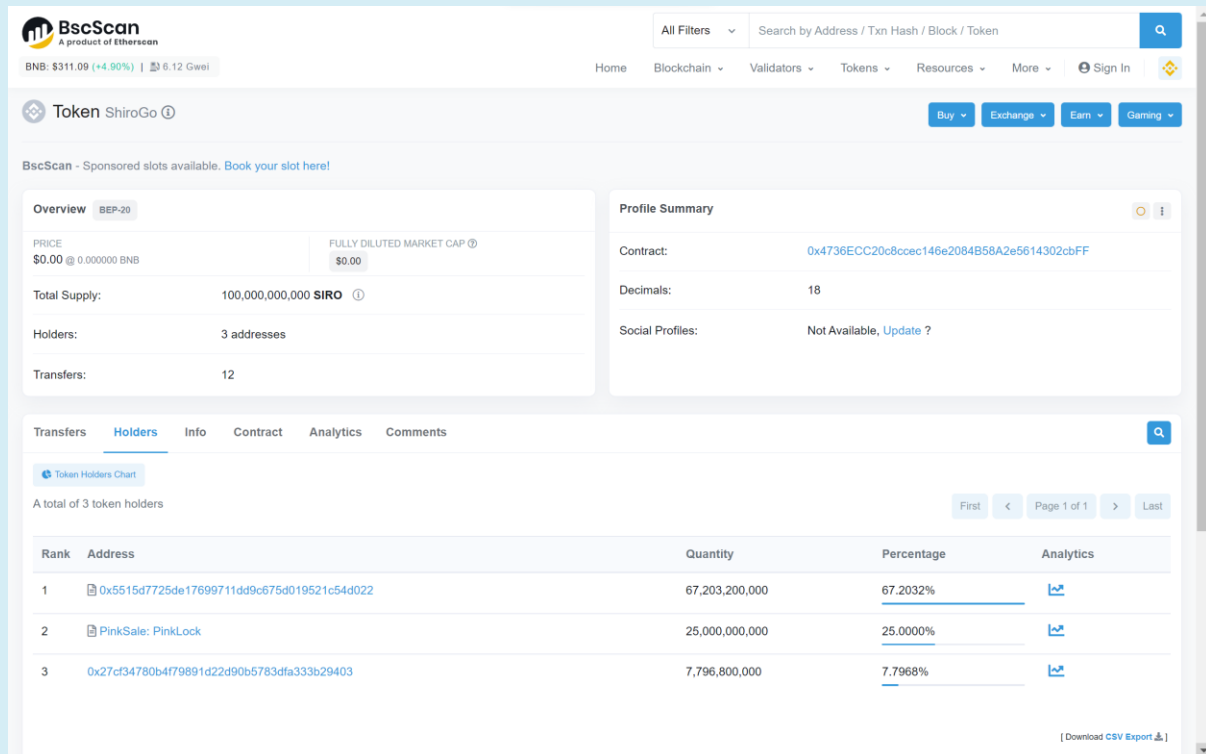 BscScan
A product of Etherscan
All Filters
Search by Address / Txn Hash / Block / Token
BNB: $311.09 (+4.90%) | 6.12 Gwei
Home Blockchain Validators Tokens Resources More Sign In
Token ShiroGo
Buy Exchange Earn Gaming
BscScan - Sponsored slots available. Book your slot here!
Overview BEP-20
PRICE
$0.00 @ 0.000000 BNB
FULLY DILUTED MARKET CAP
$0.00
Total Supply: 100,000,000,000 SIRO
Holders: 3 addresses
Transfers: 12
Profile Summary
Contract: 0x4736ECC20c8ccec146e2084B58A2e5614302cbFF
Decimals: 18
Social Profiles: Not Available, Update ?
Transfers Holders Info Contract Analytics Comments
Token Holders Chart
A total of 3 token holders
First < Page 1 of 1 > Last
Rank Address Quantity Percentage Analytics
1 0x5515d7725de17699711dd9c675d019521c54d022 67,203,200,000 67.2032%
2 PinkSale: PinkLock 25,000,000,000 25.0000%
3 0x27cf34780b4f79891d22d90b5783dfa333b29403 7,796,800,000 7.7968%
[ Download CSV Export ]